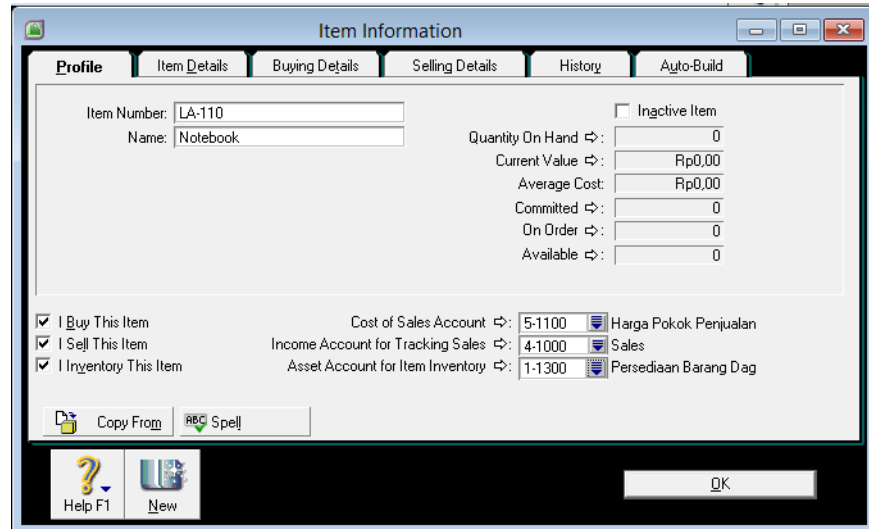 Item Information
Profile
Item Details
Buying Details
Selling Details
History
Auto-Build
Item Number: LA-110
Name: Notebook
Inactive Item
Quantity On Hand ⇨: 0
Current Value ⇨: Rp0,00
Average Cost: Rp0,00
Committed ⇨: 0
On Order ⇨: 0
Available ⇨: 0
I Buy This Item
I Sell This Item
I Inventory This Item
Cost of Sales Account ⇨: 5-1100 Harga Pokok Penjualan
Income Account for Tracking Sales ⇨: 4-1000 Sales
Asset Account for Item Inventory ⇨: 1-1300 Persediaan Barang Dag
Copy From
ABC Spell
Help F1
New
OK